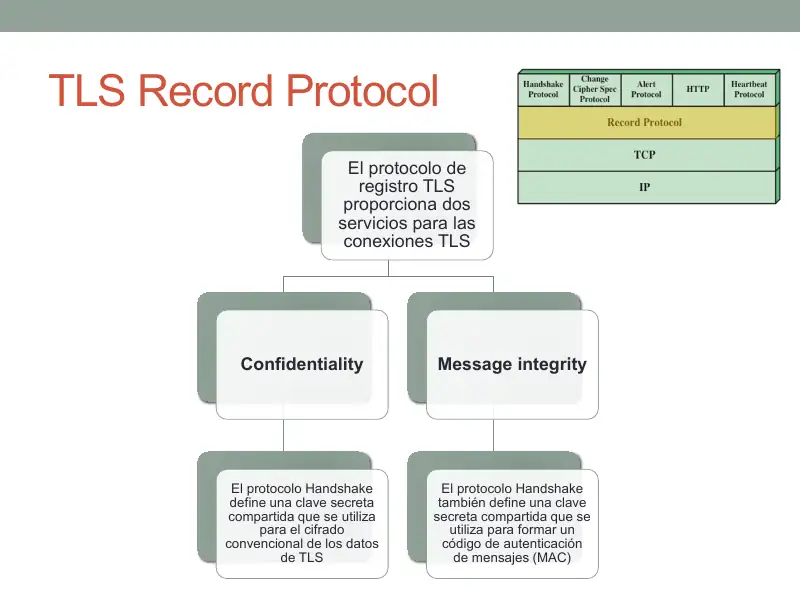 TLS Record Protocol
Handshake
Protocol
Change
Cipher Spec
Protocol
Alert
Protocol
HTTP
Heartbeat
Protocol
Record Protocol
TCP
IP
El protocolo de
registro TLS
proporciona dos
servicios para las
conexiones TLS
Confidentiality
Message integrity
El protocolo Handshake
define una clave secreta
compartida que se utiliza
para el cifrado
convencional de los datos
de TLS
El protocolo Handshake
también define una clave
secreta compartida que se
utiliza para formar un
código de autenticación
de mensajes (MAC)